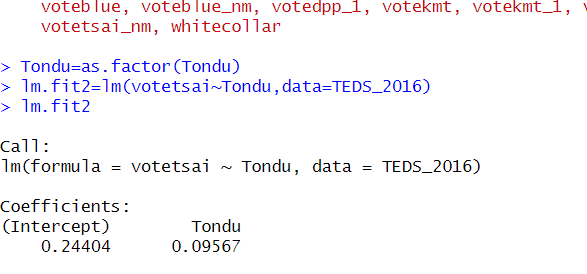 voteblue, voteblue_nm, votedpp_1, votekmt, votekmt_1,
votetsai_nm, whitecollar
> Tondu=as.factor(Tondu)
> lm.fit2=lm(votetsai~Tondu,data=TEDS_2016)
> lm.fit2
Call:
lm(formula = votetsai ~ Tondu, data = TEDS_2016)
Coefficients:
(Intercept) Tondu
0.24404 0.09567